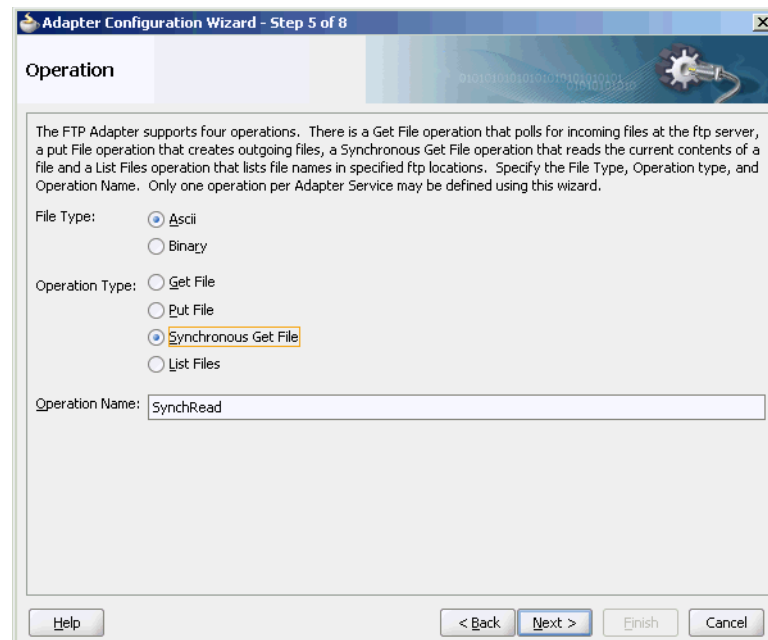 Adapter Configuration Wizard - Step 5 of 8
Operation
The FTP Adapter supports four operations. There is a Get File operation that polls for incoming files at the ftp server,
a put File operation that creates outgoing files, a Synchronous Get File operation that reads the current contents of a
file and a List Files operation that lists file names in specified ftp locations. Specify the File Type, Operation type, and
Operation Name. Only one operation per Adapter Service may be defined using this wizard.
File Type:
Ascii
Binary
Operation Type:
Get File
Put File
Synchronous Get File
List Files
Operation Name:
SynchRead
Help
< Back
Next >
Finish
Cancel